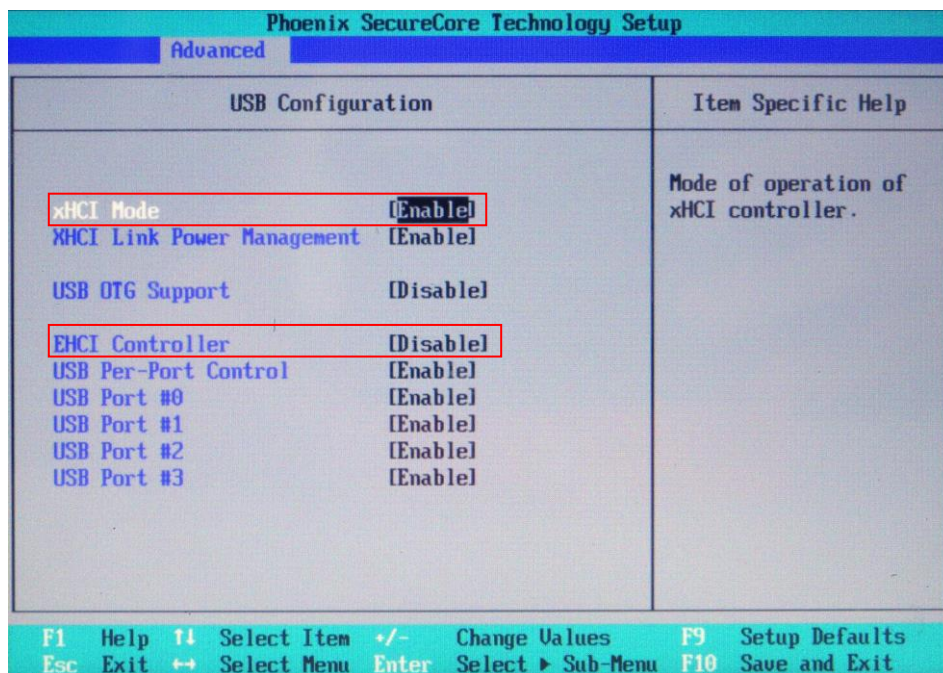 Phoenix SecureCore Technology Setup
Advanced
USB Configuration
Item Specific Help
xHCI Mode [Enable]
XHCI Link Power Management [Enable]
USB OTG Support [Disable]
EHCI Controller [Disable]
USB Per-Port Control [Enable]
USB Port #0 [Enable]
USB Port #1 [Enable]
USB Port #2 [Enable]
USB Port #3 [Enable]
Mode of operation of
xHCI controller.
F1 Help ↑↓ Select Item +/- Change Values F9 Setup Defaults
Esc Exit ←→ Select Menu Enter Select ▶ Sub-Menu F10 Save and Exit